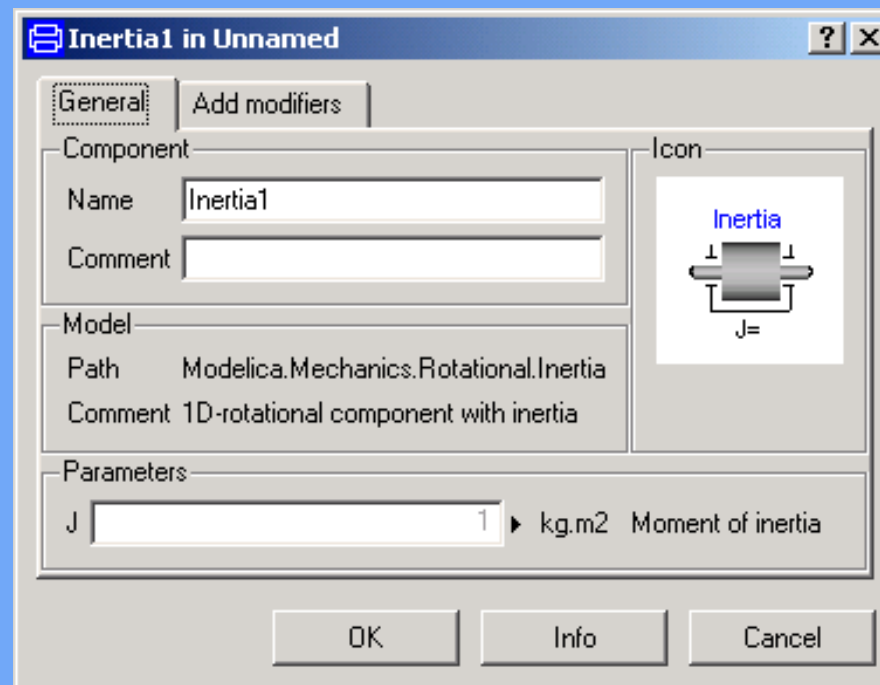 Inertia1 in Unnamed
?
General
Add modifiers
Component
Name Inertia1
Comment
Icon
Inertia
J=
Model
Path Modelica.Mechanics.Rotational.Inertia
Comment 1D-rotational component with inertia
Parameters
J 1 kg.m2 Moment of inertia
OK Info Cancel